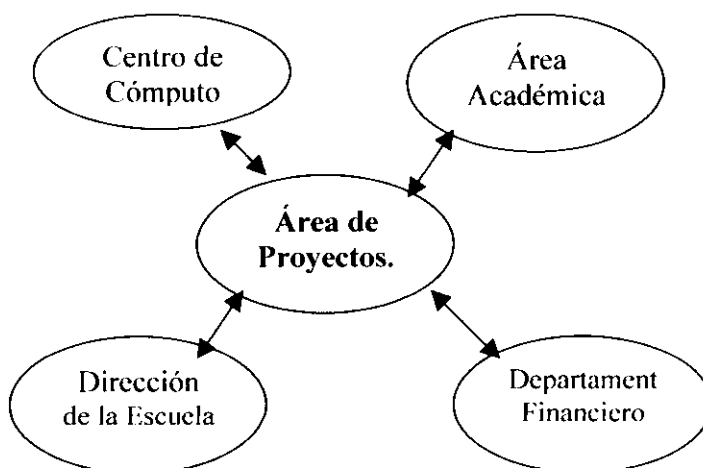 Centro de
Cómputo
Área
Académica
Área de
Proyectos.
Dirección
de la Escuela
Departament
Financiero